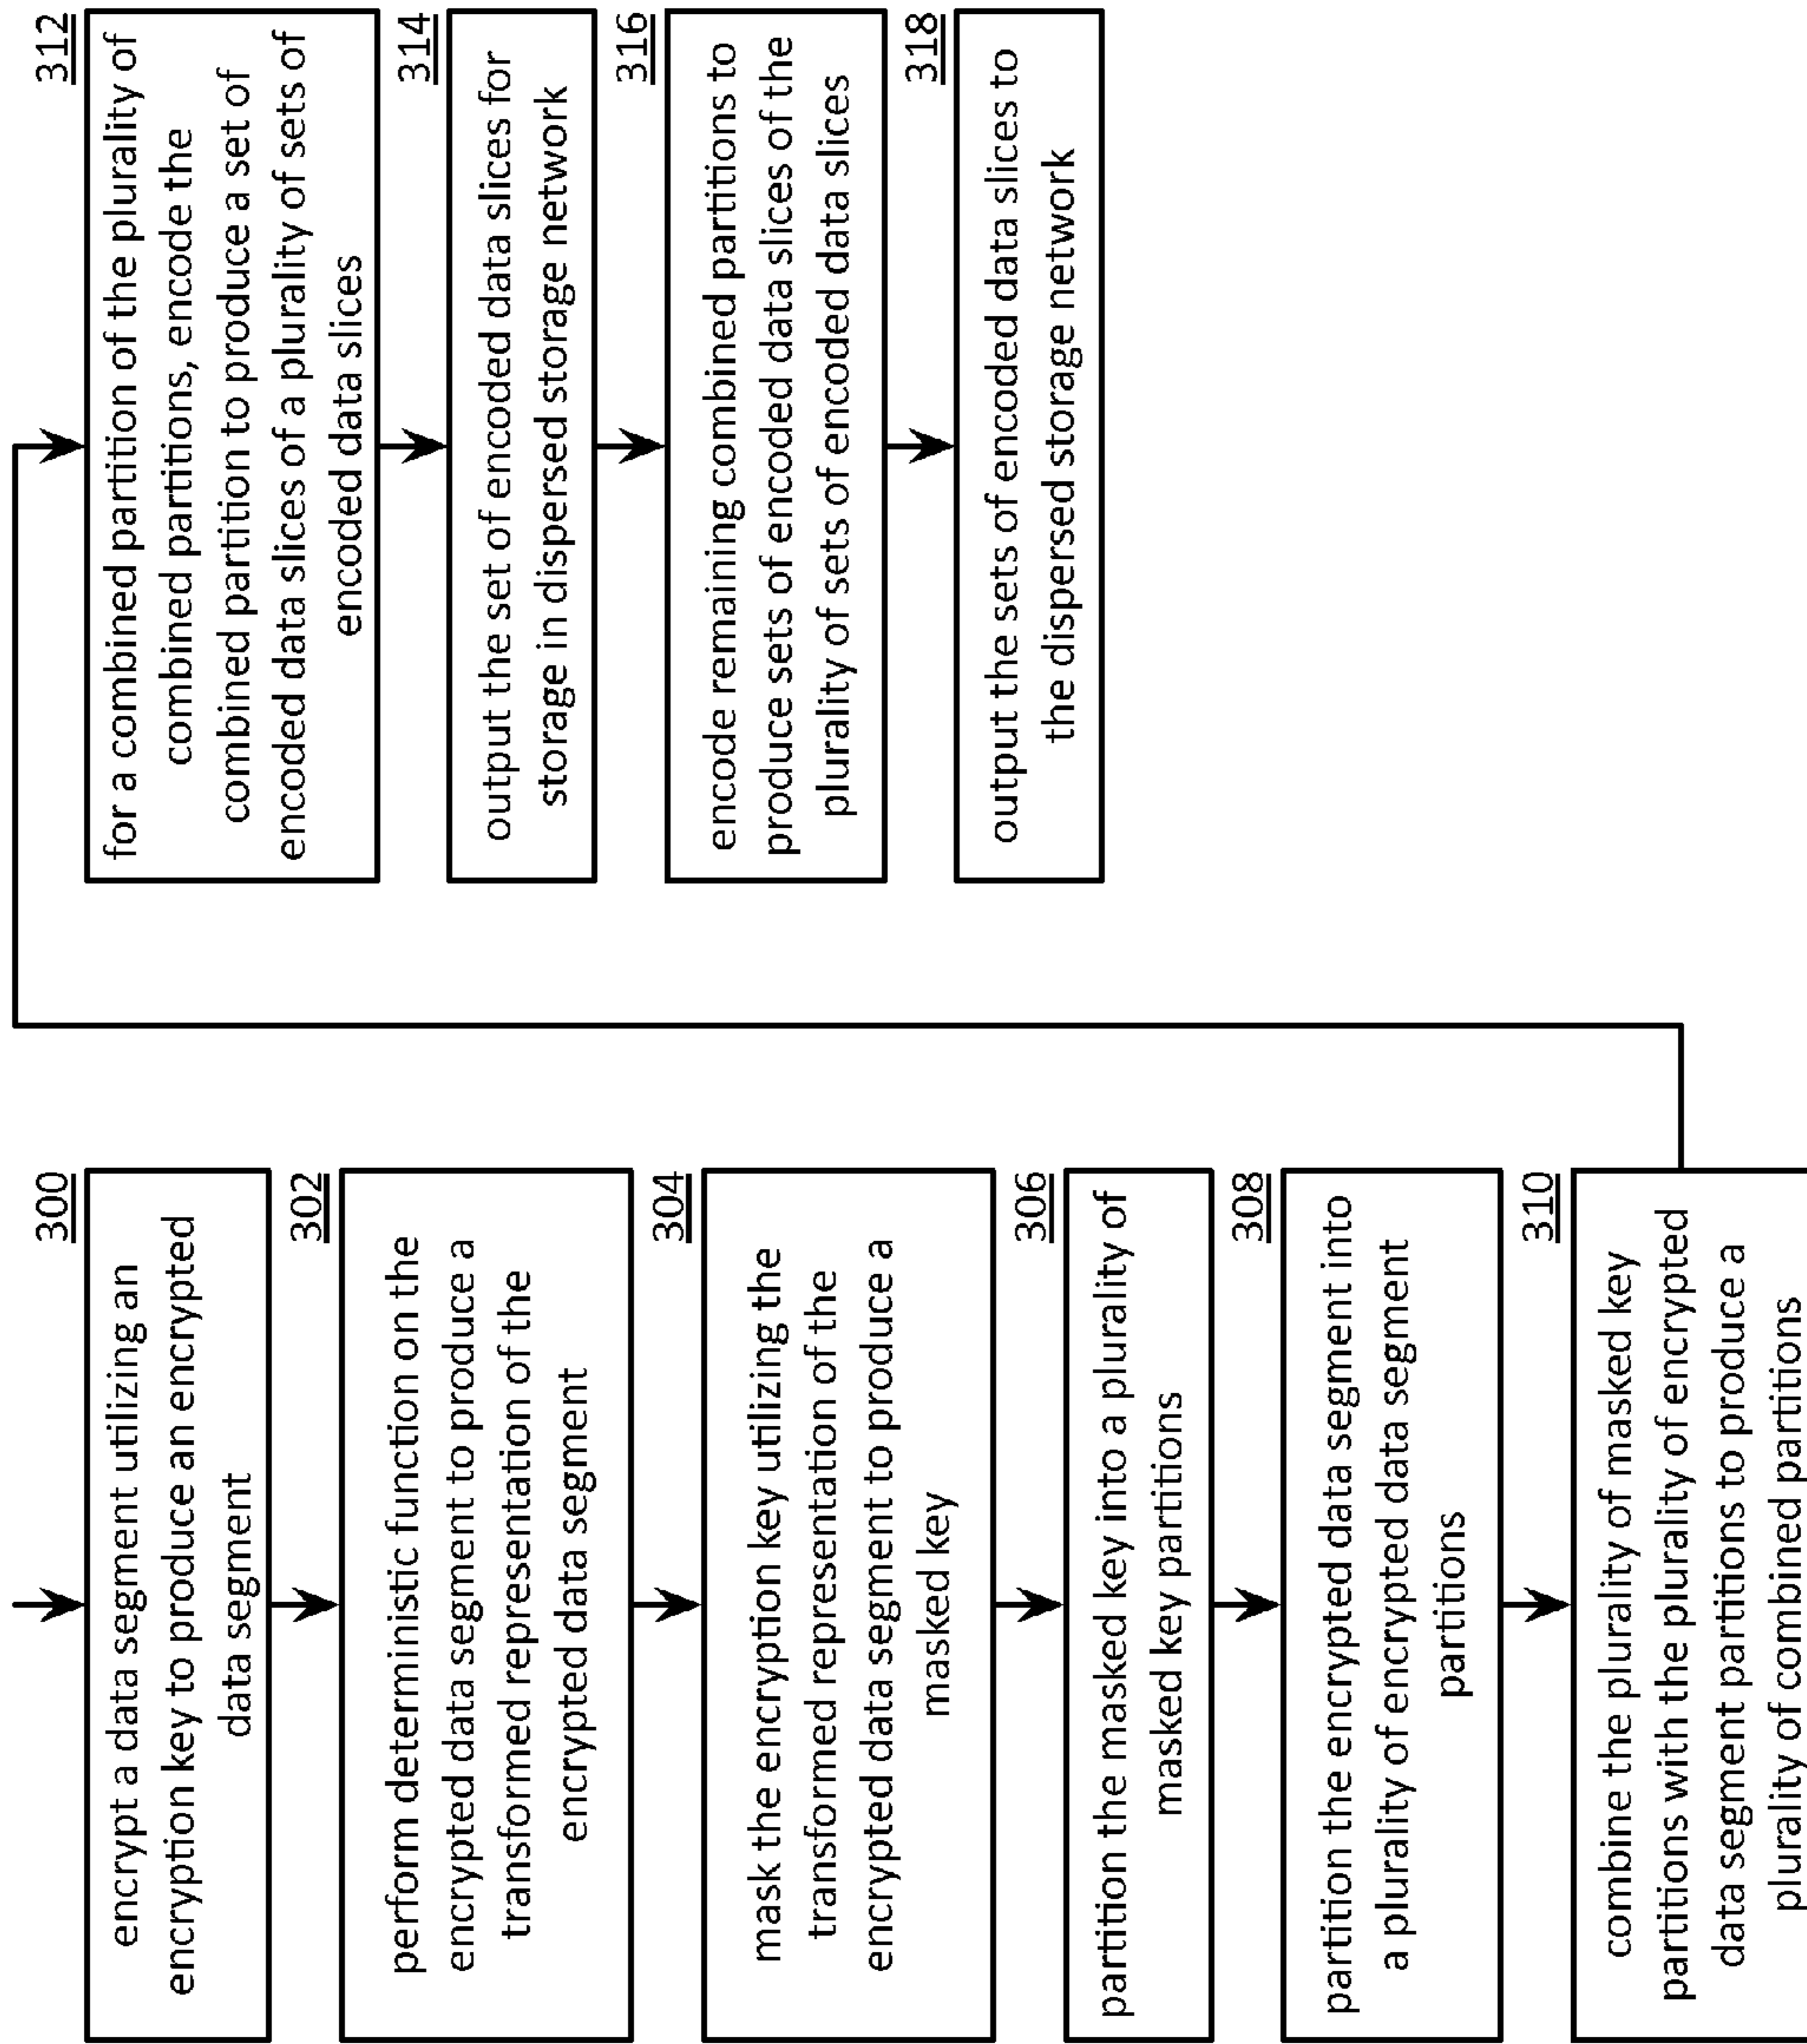 300
encrypt a data segment utilizing an
encryption key to produce an encrypted
data segment
302
perform deterministic function on the
encrypted data segment to produce a
transformed representation of the
encrypted data segment
304
mask the encryption key utilizing the
transformed representation of the
encrypted data segment to produce a
masked key
306
partition the masked key into a plurality of
masked key partitions
308
partition the encrypted data segment into
a plurality of encrypted data segment
partitions
310
combine the plurality of masked key
partitions with the plurality of encrypted
data segment partitions to produce a
plurality of combined partitions
312
for a combined partition of the plurality of
combined partitions, encode the
combined partition to produce a set of
encoded data slices of a plurality of sets of
encoded data slices
314
output the set of encoded data slices for
storage in dispersed storage network
316
encode remaining combined partitions to
produce sets of encoded data slices of the
plurality of sets of encoded data slices
318
output the sets of encoded data slices to
the dispersed storage network